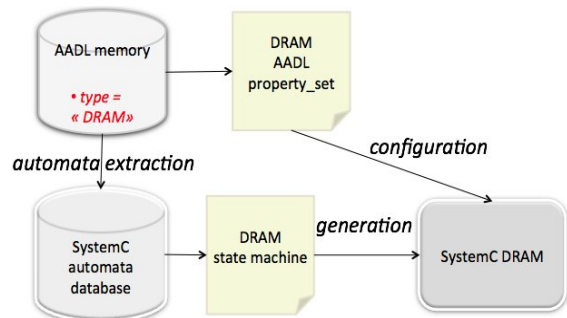 AADL memory
• type =
« DRAM»
DRAM
AADL
property_set
automata extraction
configuration
SystemC
automata
database
DRAM
state machine
generation
SystemC DRAM